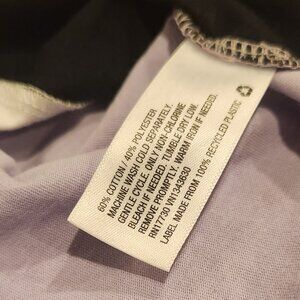 60% COTTON / 40% POLYESTER
MACHINE WASH COLD SEPARATELY.
GENTLE CYCLE. ONLY NON-CHLORINE
BLEACH IF NEEDED. TUMBLE DRY LOW.
REMOVE PROMPTLY. WARM IRON IF NEEDED.
RN17730 VN1343630
LABEL MADE FROM 100% RECYCLED PLASTIC